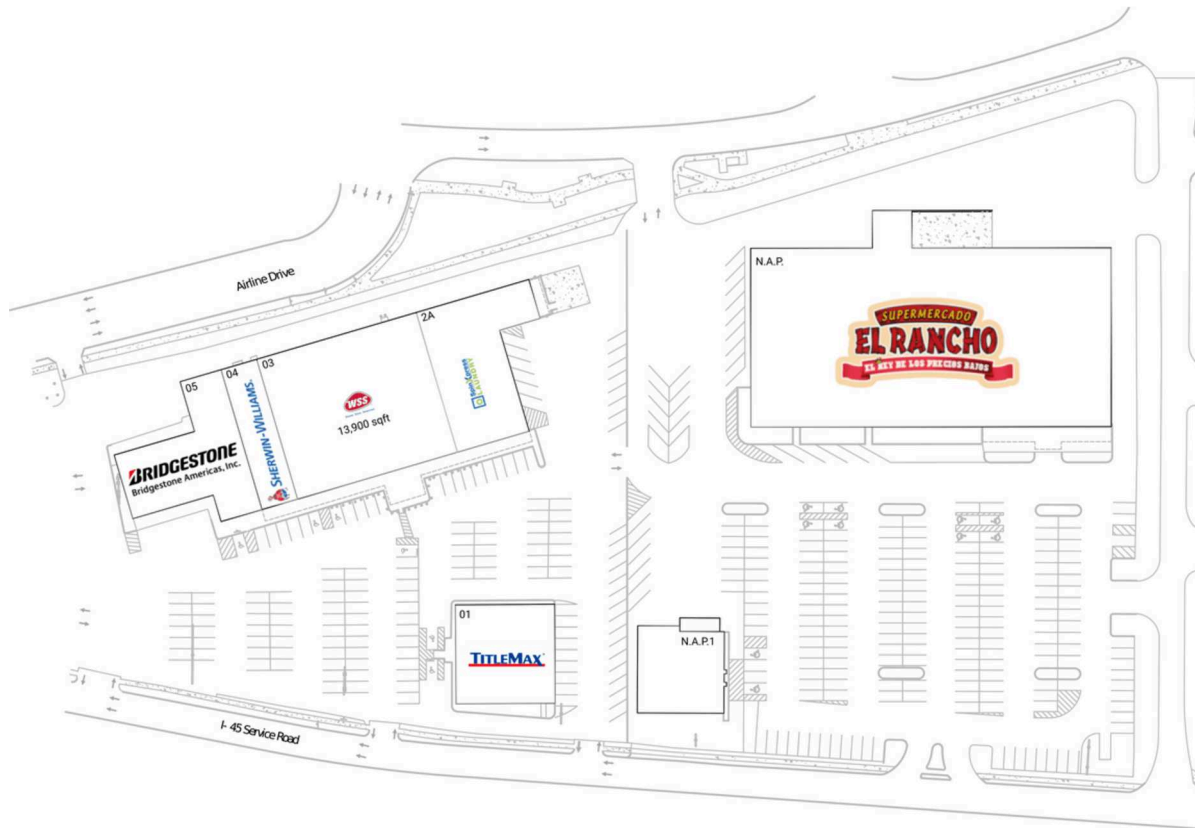 Airline Drive
N.A.P.
SUPERMERCADO
EL RANCHO
EL REY DE LOS PRECIOS BAJOS
2A
03
04
05
WSS
13,900 sqft
LAUNDRY
SHERWIN-WILLIAMS.
BRIDGESTONE
Bridgestone Americas, Inc.
01
TITLEMAX
N.A.P.1
I- 45 Service Road